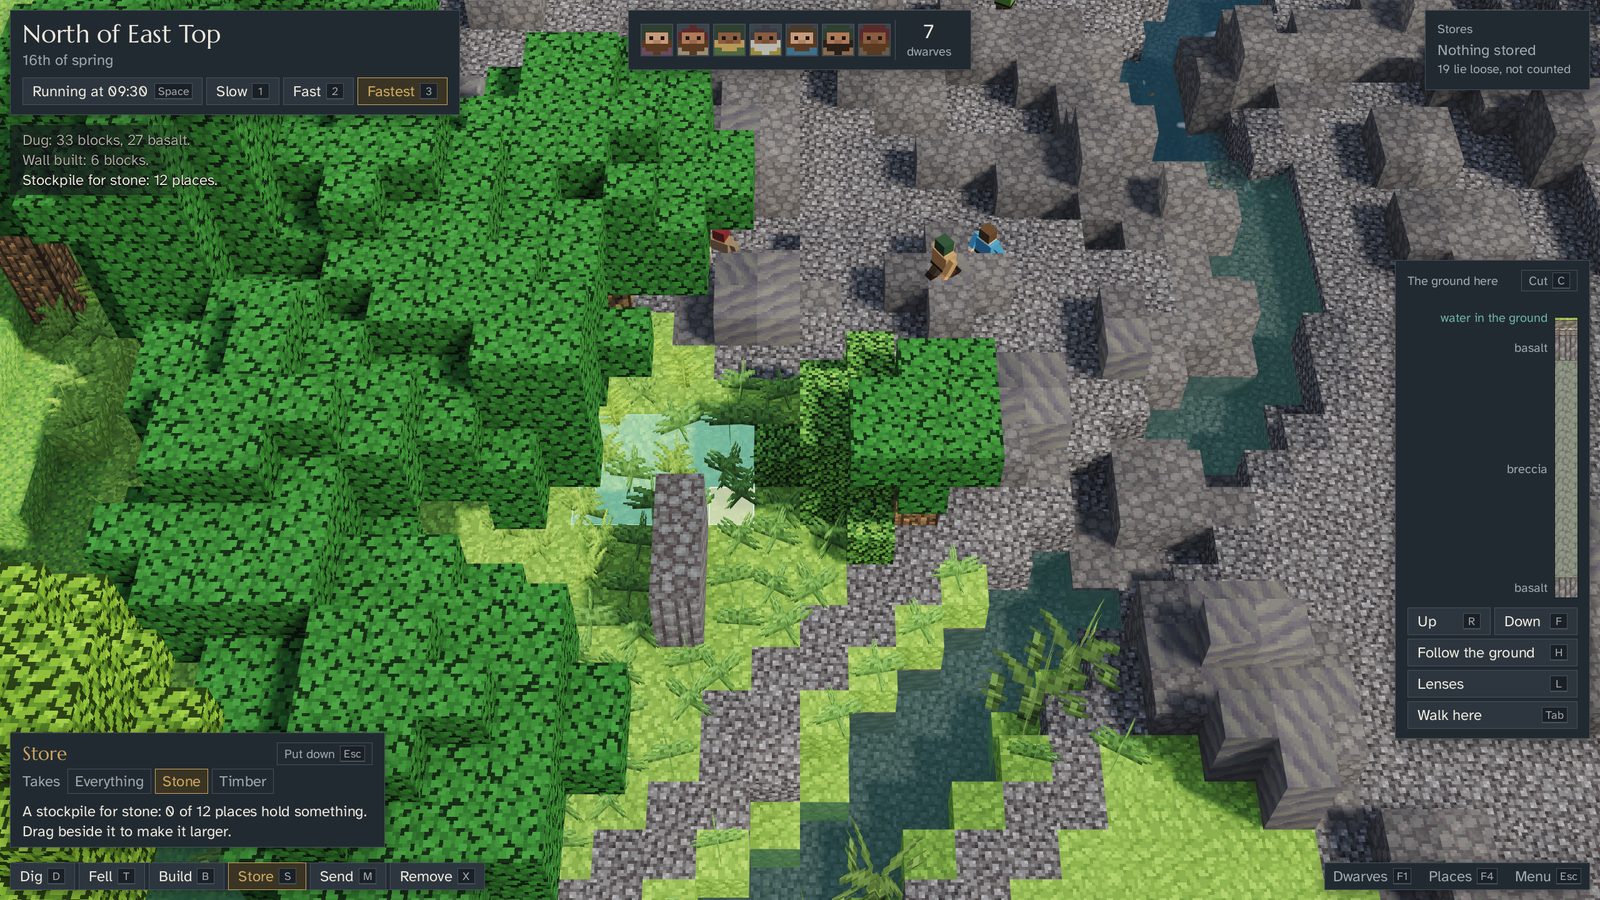 North of East Top
16th of spring
Running at 09:30 Space
Slow 1
Fast 2
Fastest 3
Dug: 33 blocks, 27 basalt.
Wall built: 6 blocks.
Stockpile for stone: 12 places.
7
dwarves
Stores
Nothing stored
19 lie loose, not counted
The ground here
Cut C
water in the ground
basalt
breccia
basalt
Up R
Down F
Follow the ground H
Lenses L
Walk here Tab
Store
Put down Esc
Takes Everything Stone Timber
A stockpile for stone: 0 of 12 places hold something.
Drag beside it to make it larger.
Dig D
Fell T
Build B
Store S
Send M
Remove X
Dwarves F1
Places F4
Menu Esc